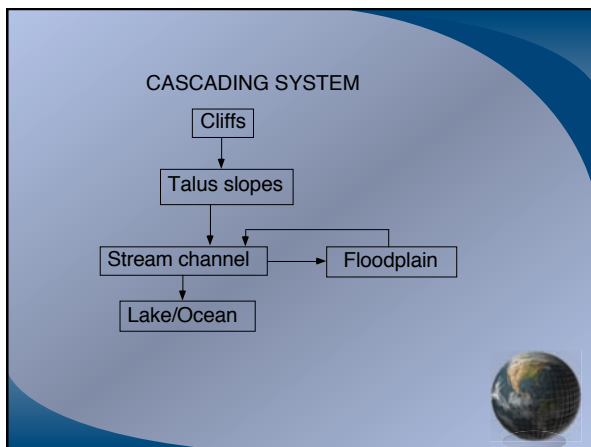 CASCADING SYSTEM
Cliffs
Talus slopes
Stream channel
Floodplain
Lake/Ocean